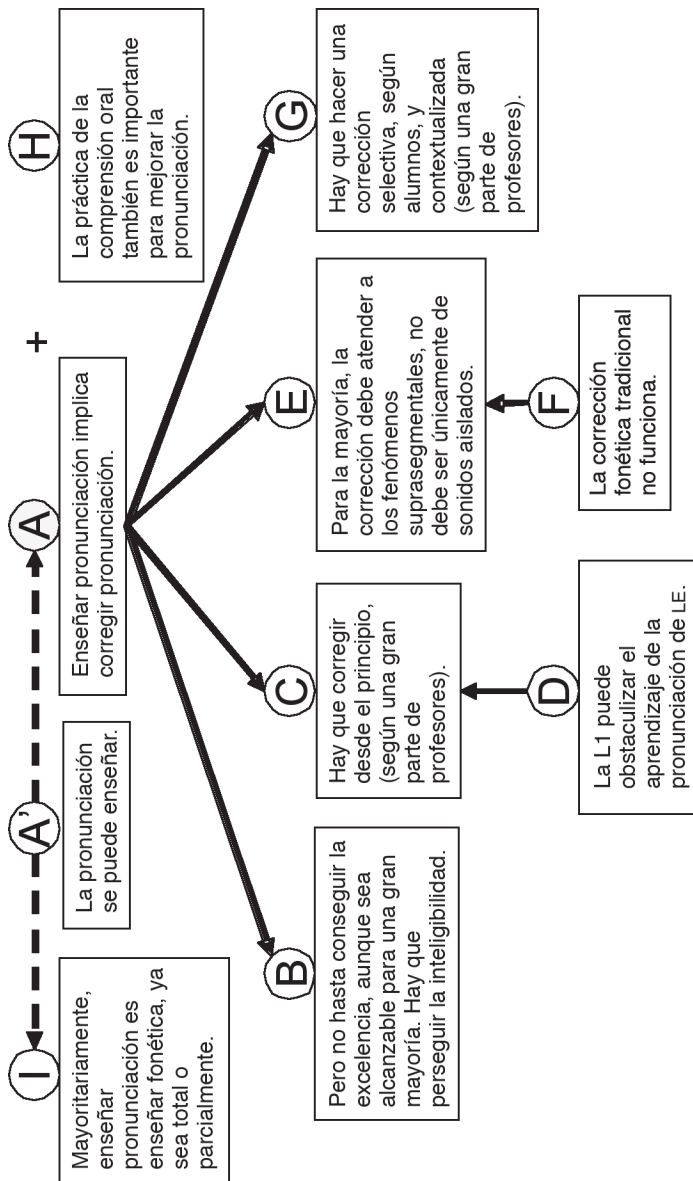 I
Mayoritariamente,
enseñar
pronunciación es
enseñar fonética, ya
sea total o
parcialmente.
A'
La pronunciación
se puede enseñar.
A
Enseñar pronunciación implica
corregir pronunciación.
+
H
La práctica de la
comprensión oral
también es importante
para mejorar la
pronunciación.
B
Pero no hasta conseguir la
excelencia, aunque sea
alcanzable para una gran
mayoría. Hay que
perseguir la inteligibilidad.
C
Hay que corregir
desde el principio,
(según una gran
parte de
profesores).
E
Para la mayoría, la
corrección debe atender a
los fenómenos
suprasegmentales, no
debe ser únicamente de
sonidos aislados.
G
Hay que hacer una
corrección
selectiva, según
alumnos, y
contextualizada
(según una gran
parte de
profesores).
D
La L1 puede
obstaculizar el
aprendizaje de la
pronunciación de LE.
F
La corrección
fonética tradicional
no funciona.